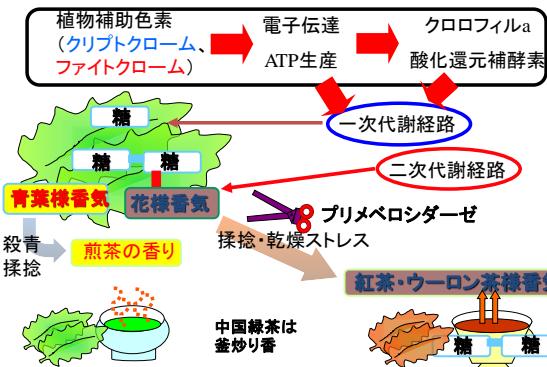 植物補助色素
（クリプトクローム、
ファイトクローム）
電子伝達
ATP生産
クロロフィルa
酸化還元補酵素
糖
一次代謝経路
糖
糖
二次代謝経路
青葉様香気
花様香気
プリメベロシダーゼ
殺青
揉捻
煎茶の香り
揉捻・乾燥ストレス
紅茶・ウーロン茶様香気
中国緑茶は
釜炒り香
糖
糖